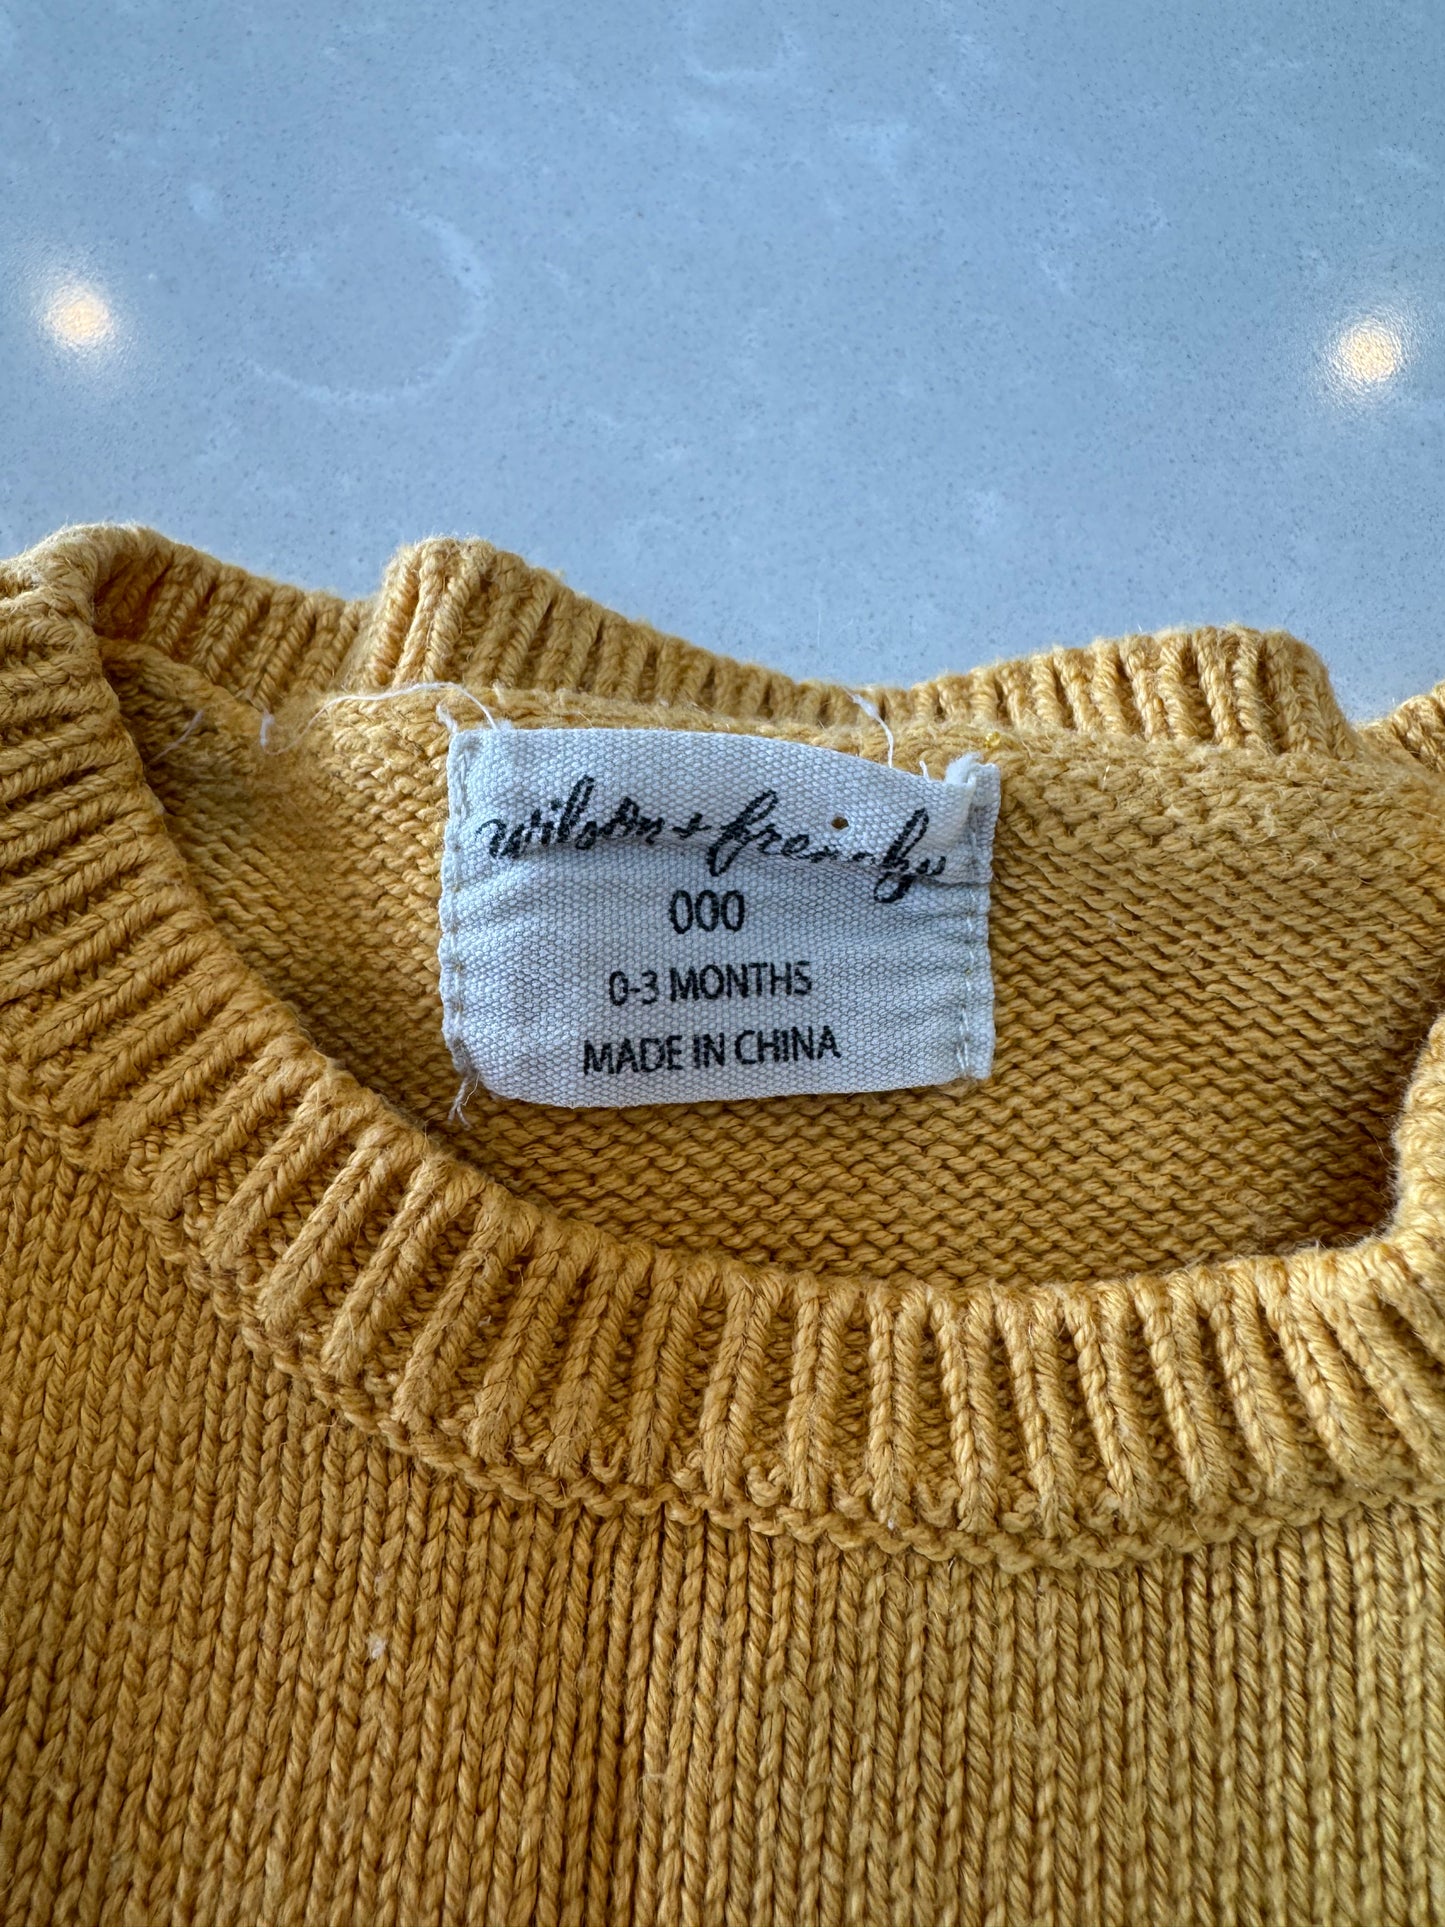 wilson + frenchy
000
0-3 MONTHS
MADE IN CHINA